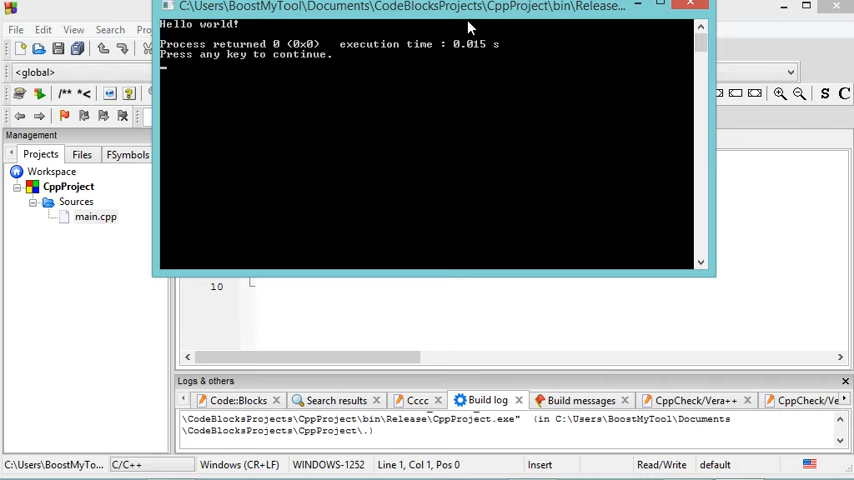 C:\Users\BoostMyTool\Documents\CodeBlocksProjects\CppProject\bin\Release...
Hello world!
Process returned 0 (0x0) execution time : 0.015 s
Press any key to continue.
File Edit View Search
<global>
/** *<
S C
Management
Projects Files FSymbols
Workspace
CppProject
Sources
main.cpp
10
Logs & others
Code::Blocks Search results Cccc Build log Build messages CppCheck/Vera++ CppCheck/Ve
\CodeBlocksProjects\CppProject\bin\Release\CppProject.exe" (in C:\Users\BoostMyTool\Documents
\CodeBlocksProjects\CppProject\.)
C:\Users\BoostMyTo... C/C++ Windows (CR+LF) WINDOWS-1252 Line 1, Col 1, Pos 0 Insert Read/Write default